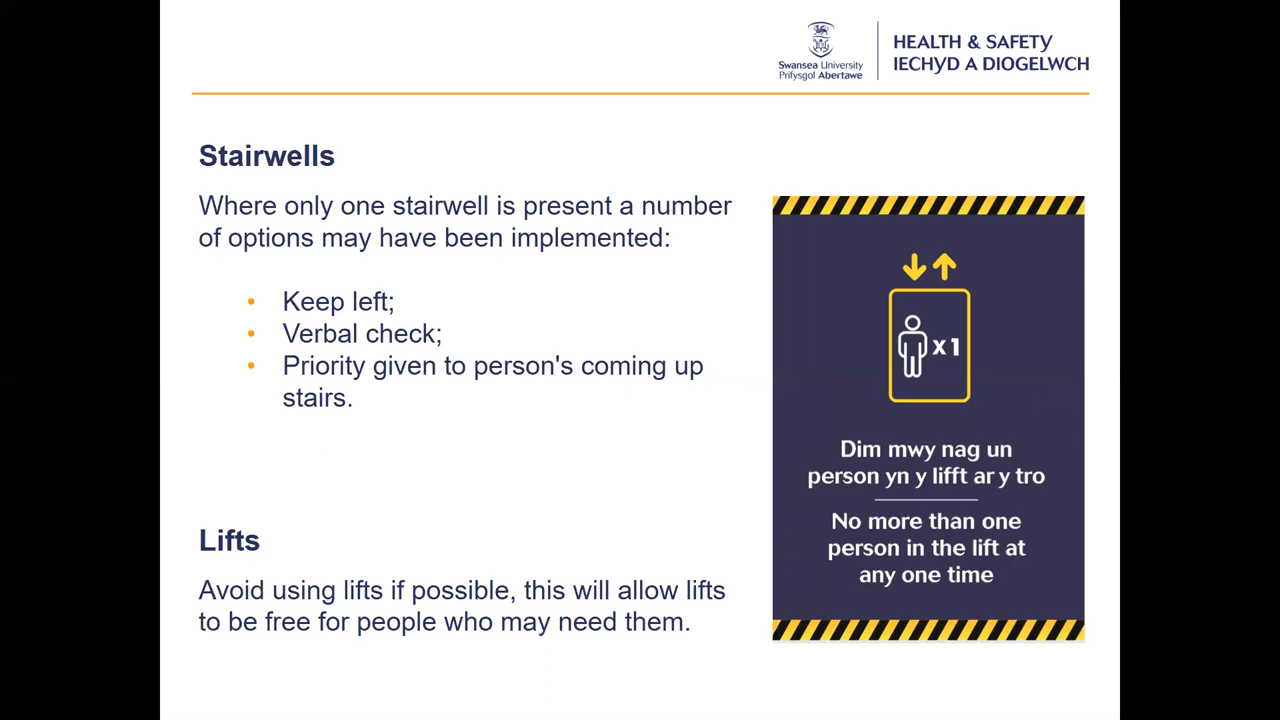 Swansea University
Prifysgol Abertawe
HEALTH & SAFETY
IECHYD A DIOGELWCH
Stairwells
Where only one stairwell is present a number
of options may have been implemented:
• Keep left;
• Verbal check;
• Priority given to person's coming up
stairs.
Lifts
Avoid using lifts if possible, this will allow lifts
to be free for people who may need them.
x1
Dim mwy nag un
person yn y lifft ar y tro
No more than one
person in the lift at
any one time